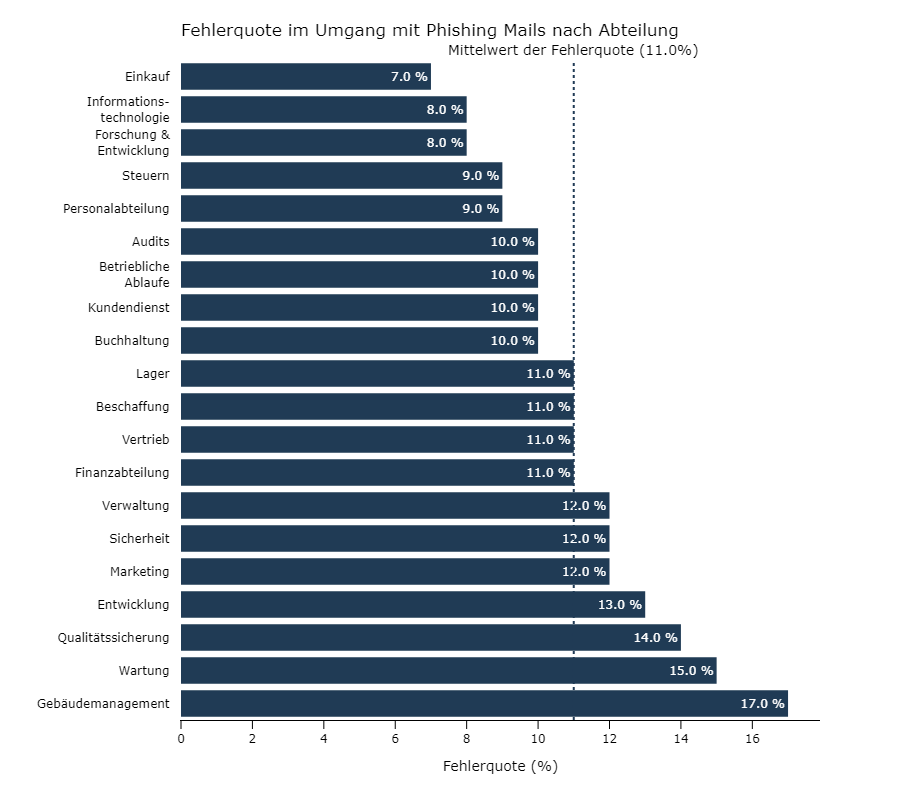 Fehlerquote im Umgang mit Phishing Mails nach Abteilung
Mittelwert der Fehlerquote (11.0%)
Einkauf 7.0 %
Informations-
technologie 8.0 %
Forschung &
Entwicklung 8.0 %
Steuern 9.0 %
Personalabteilung 9.0 %
Audits 10.0 %
Betriebliche
Ablaufe 10.0 %
Kundendienst 10.0 %
Buchhaltung 10.0 %
Lager 11.0 %
Beschaffung 11.0 %
Vertrieb 11.0 %
Finanzabteilung 11.0 %
Verwaltung 12.0 %
Sicherheit 12.0 %
Marketing 12.0 %
Entwicklung 13.0 %
Qualitätssicherung 14.0 %
Wartung 15.0 %
Gebäudemanagement 17.0 %
0 2 4 6 8 10 12 14 16
Fehlerquote (%)